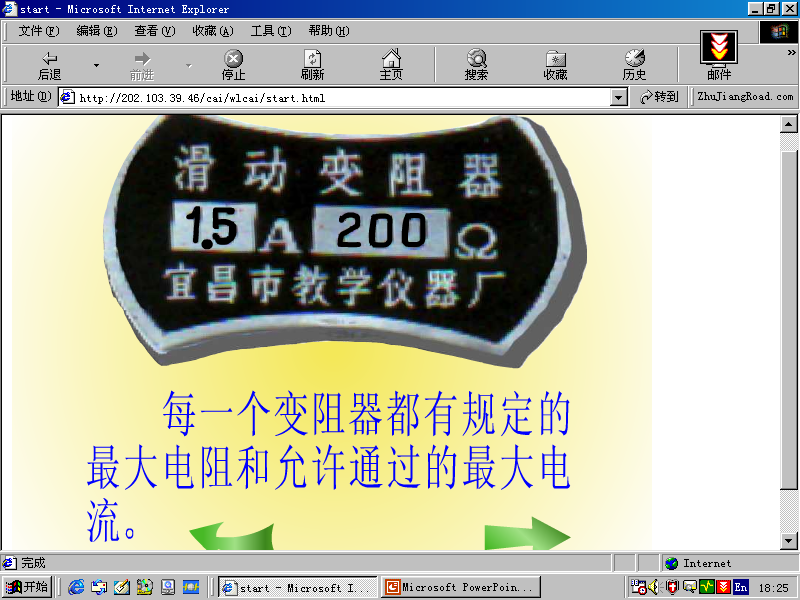 start - Microsoft Internet Explorer
文件(F) 编辑(E) 查看(V) 收藏(A) 工具(T) 帮助(H)
后退 前进 停止 刷新 主页 搜索 收藏 历史 邮件 »
地址(D) http://202.103.39.46/cai/wlcai/start.html 转到 ZhuJiangRoad.com
滑动变阻器
1.5 A 200 Ω
宜昌市教学仪器厂
每一个变阻器都有规定的
最大电阻和允许通过的最大电
流。
完成 Internet
开始 start - Microsoft I... Microsoft PowerPoin... En 18:25